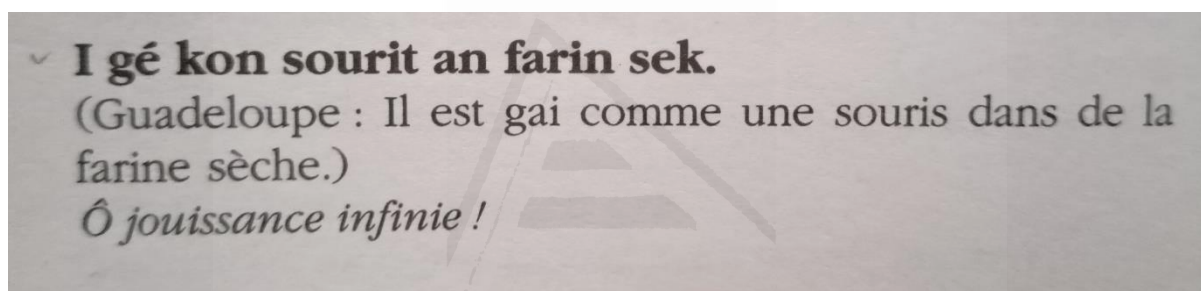 I gé kon sourit an farin sek.
(Guadeloupe : Il est gai comme une souris dans de la
farine sèche.)
Ô jouissance infinie !